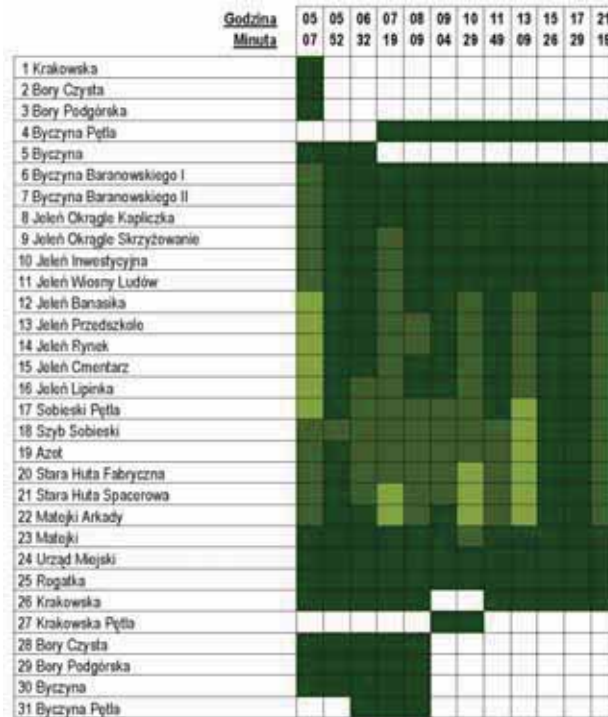 Godzina 05 05 06 07 08 09 10 11 13 15 17 21
Minuta 07 52 32 19 09 04 29 49 09 26 29 19
1 Krakowska
2 Bory Czysta
3 Bory Podgórska
4 Byczyna Pętla
5 Byczyna
6 Byczyna Baranowskiego I
7 Byczyna Baranowskiego II
8 Jeleń Okrągle Kapliczka
9 Jeleń Okrągle Skrzyżowanie
10 Jeleń Inwestycyjna
11 Jeleń Wiosny Ludów
12 Jeleń Banasika
13 Jeleń Przedszkole
14 Jeleń Rynek
15 Jeleń Cmentarz
16 Jeleń Lipinka
17 Sobieski Pętla
18 Szyb Sobieski
19 Azot
20 Stara Huta Fabryczna
21 Stara Huta Spacerowa
22 Matejki Arkady
23 Matejki
24 Urząd Miejski
25 Rogatka
26 Krakowska
27 Krakowska Pętla
28 Bory Czysta
29 Bory Podgórska
30 Byczyna
31 Byczyna Pętla